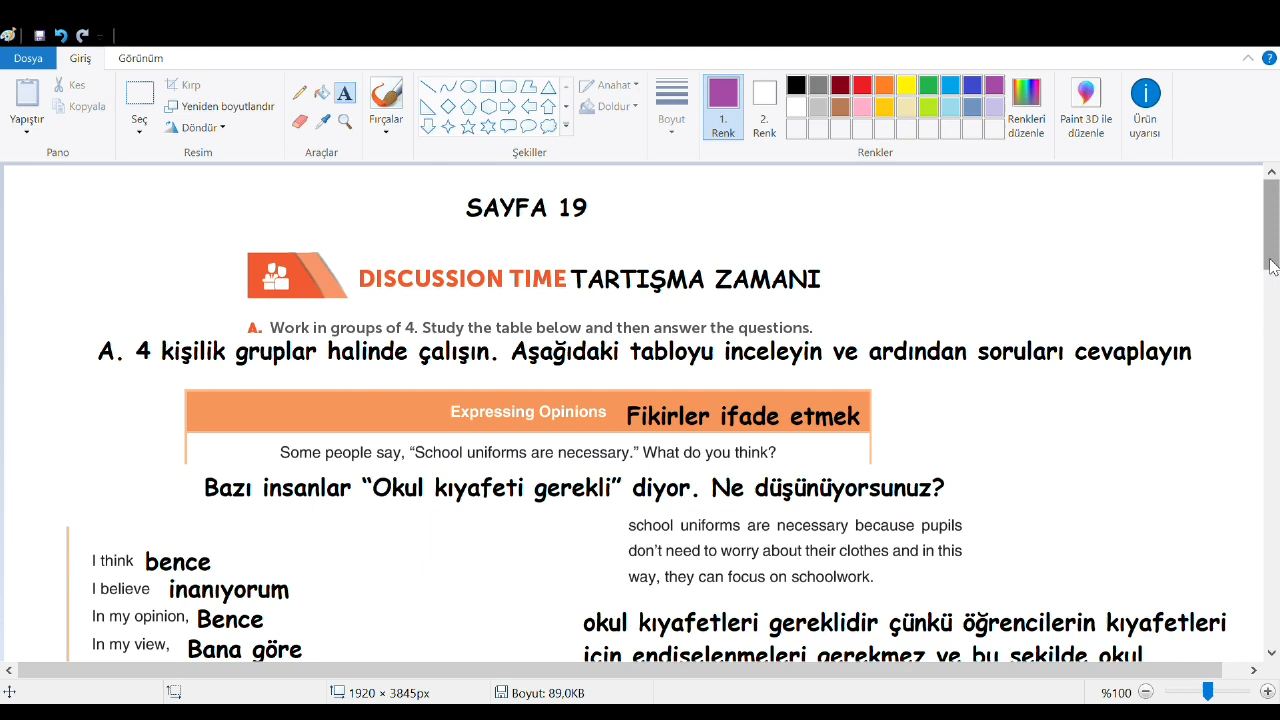 Dosya Giriş Görünüm
Yapıştır
Kes
Kopyala
Pano
Seç
Kırp
Yeniden boyutlandır
Döndür
Resim
A
Araçlar
Fırçalar
Anahat
Doldur
Şekiller
Boyut
1. Renk
2. Renk
Renkleri düzenle
Renkler
Paint 3D ile düzenle
Ürün uyarısı
SAYFA 19
DISCUSSION TIME TARTIŞMA ZAMANI
A. Work in groups of 4. Study the table below and then answer the questions.
A. 4 kişilik gruplar halinde çalışın. Aşağıdaki tabloyu inceleyin ve ardından soruları cevaplayın
Expressing Opinions Fikirler ifade etmek
Some people say, “School uniforms are necessary.” What do you think?
Bazı insanlar “Okul kıyafeti gerekli” diyor. Ne düşünüyorsunuz?
I think bence
I believe inanıyorum
In my opinion, Bence
In my view, Bana göre
school uniforms are necessary because pupils
don’t need to worry about their clothes and in this
way, they can focus on schoolwork.
okul kıyafetleri gereklidir çünkü öğrencilerin kıyafetleri
için endişelenmeleri gerekmez ve bu şekilde okul
1920 × 3845px
Boyut: 89,0KB
%100